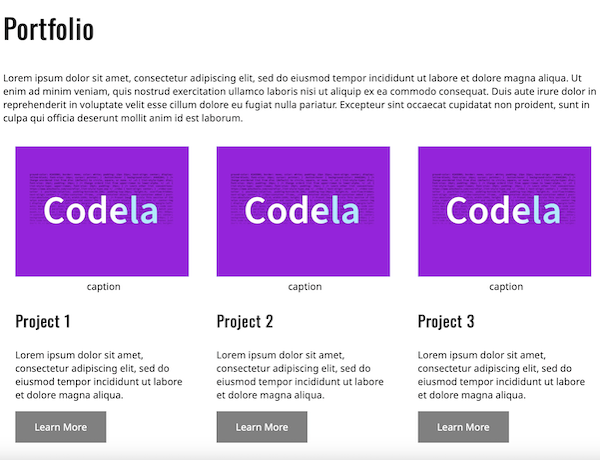 Portfolio
Lorem ipsum dolor sit amet, consectetur adipiscing elit, sed do eiusmod tempor incididunt ut labore et dolore magna aliqua. Ut
enim ad minim veniam, quis nostrud exercitation ullamco laboris nisi ut aliquip ex ea commodo consequat. Duis aute irure dolor in
reprehenderit in voluptate velit esse cillum dolore eu fugiat nulla pariatur. Excepteur sint occaecat cupidatat non proident, sunt in
culpa qui officia deserunt mollit anim id est laborum.
Codela
caption
Project 1
Lorem ipsum dolor sit amet,
consectetur adipiscing elit, sed do
eiusmod tempor incididunt ut labore
et dolore magna aliqua.
Learn More
Codela
caption
Project 2
Lorem ipsum dolor sit amet,
consectetur adipiscing elit, sed do
eiusmod tempor incididunt ut labore
et dolore magna aliqua.
Learn More
Codela
caption
Project 3
Lorem ipsum dolor sit amet,
consectetur adipiscing elit, sed do
eiusmod tempor incididunt ut labore
et dolore magna aliqua.
Learn More